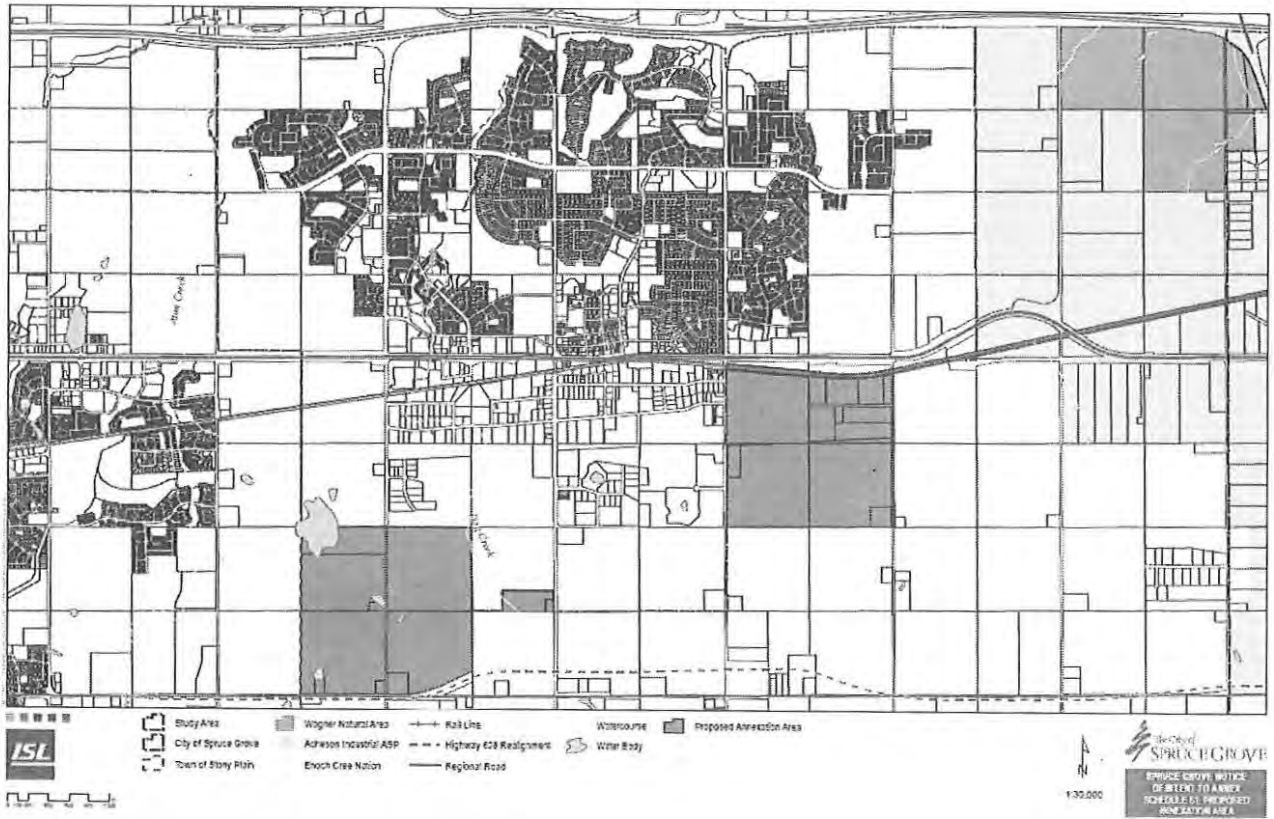 Atim Creek
Creek
Study Area
City of Spruce Grove
Town of Stony Plain
Wagner Natural Area
Acheson Industrial ASP
Enoch Cree Nation
Rail Line
Highway 628 Realignment
Regional Road
Watercourse
Water Body
Proposed Annexation Area
ISL
N
1:30,000
The City of
SPRUCE GROVE
SPRUCE GROVE NOTICE
OF INTENT TO ANNEX
SCHEDULE
PROPOSED
ANNEXATION AREA